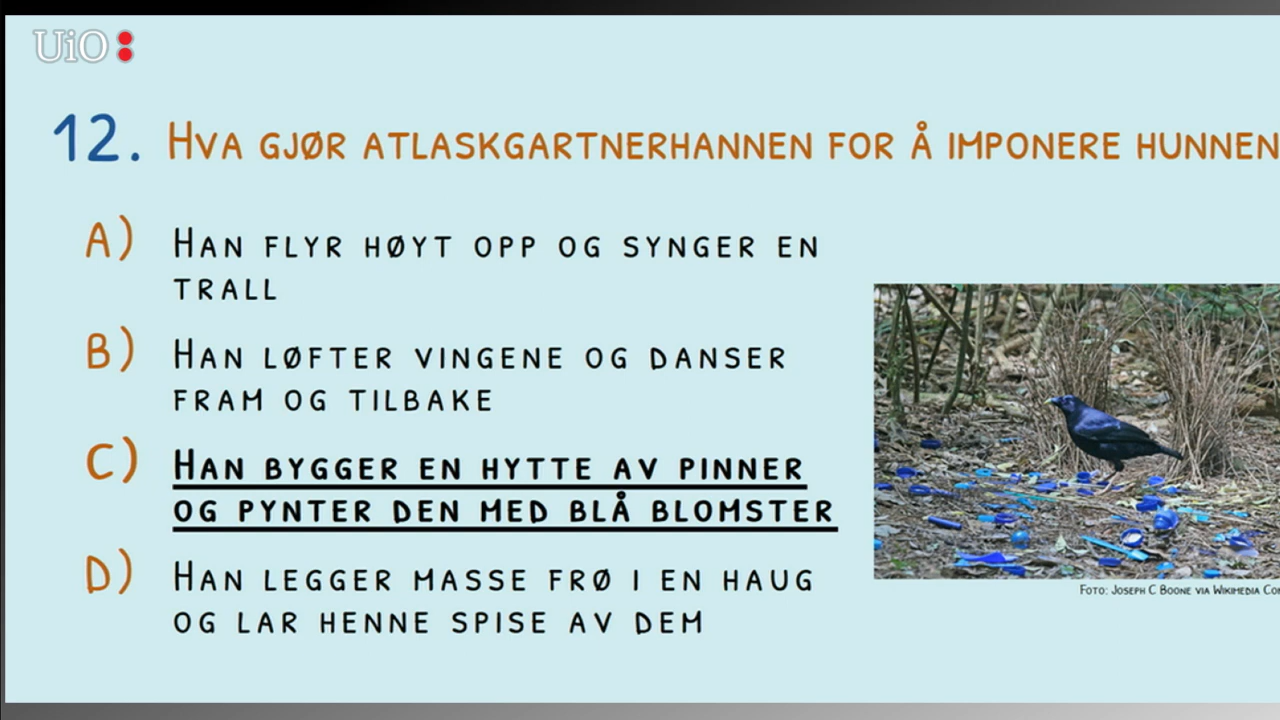 UiO
12. HVA GJØR ATLASKGARTNERHANNEN FOR Å IMPONERE HUNNEN
A) HAN FLYR HØYT OPP OG SYNGER EN
TRALL
B) HAN LØFTER VINGENE OG DANSER
FRAM OG TILBAKE
C) HAN BYGGER EN HYTTE AV PINNER
OG PYNTER DEN MED BLÅ BLOMSTER
D) HAN LEGGER MASSE FRØ I EN HAUG
OG LAR HENNE SPISE AV DEM
FOTO: JOSEPH C BOONE VIA WIKIMEDIA